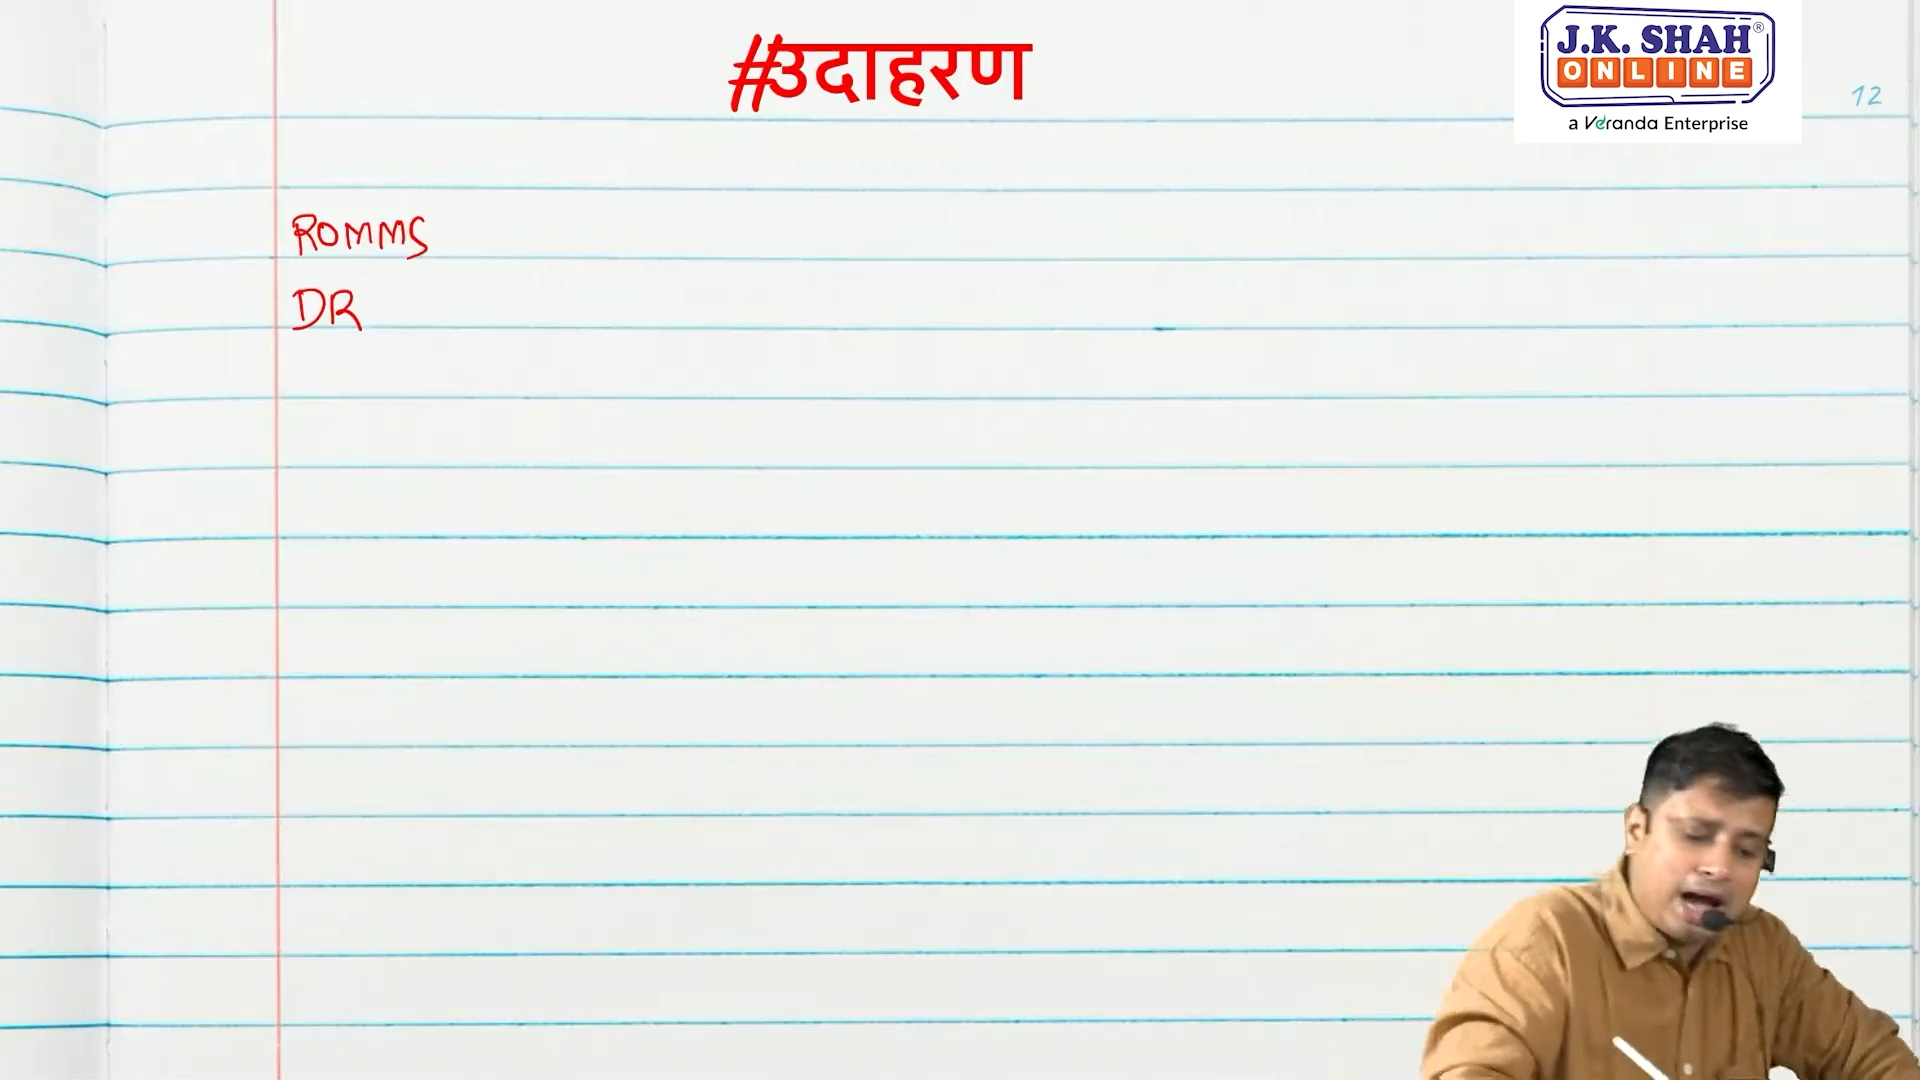 #उदाहरण
J.K. SHAH®
ONLINE
a Veranda Enterprise
12
ROMMS
DR